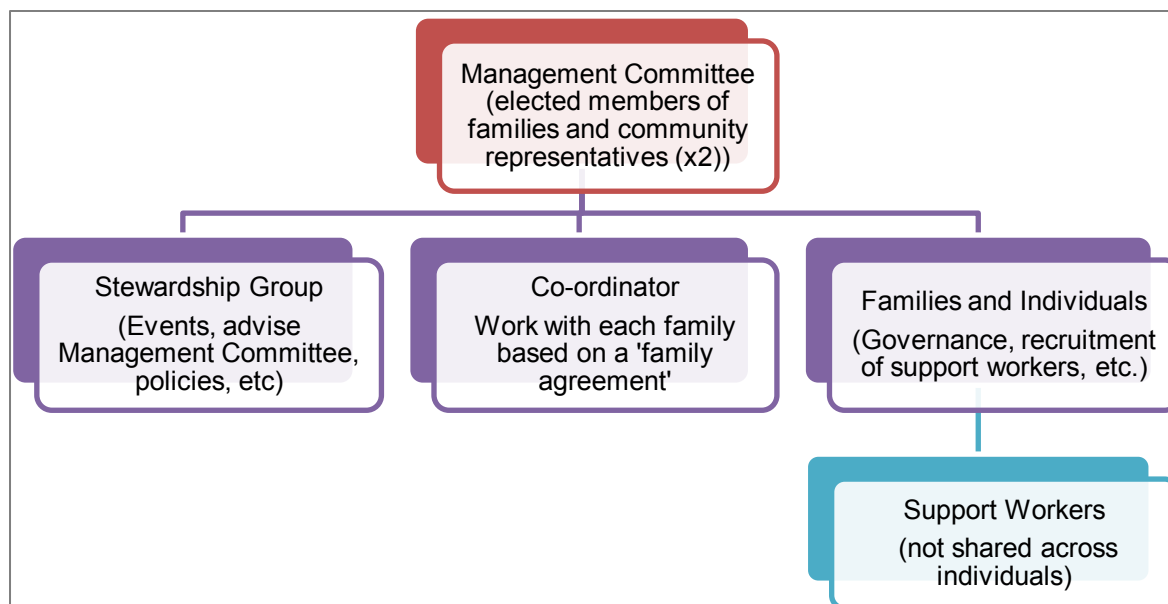 Management Committee
(elected members of
families and community
representatives (x2))
Stewardship Group
(Events, advise
Management Committee,
policies, etc)
Co-ordinator
Work with each family
based on a 'family
agreement'
Families and Individuals
(Governance, recruitment
of support workers, etc.)
Support Workers
(not shared across
individuals)